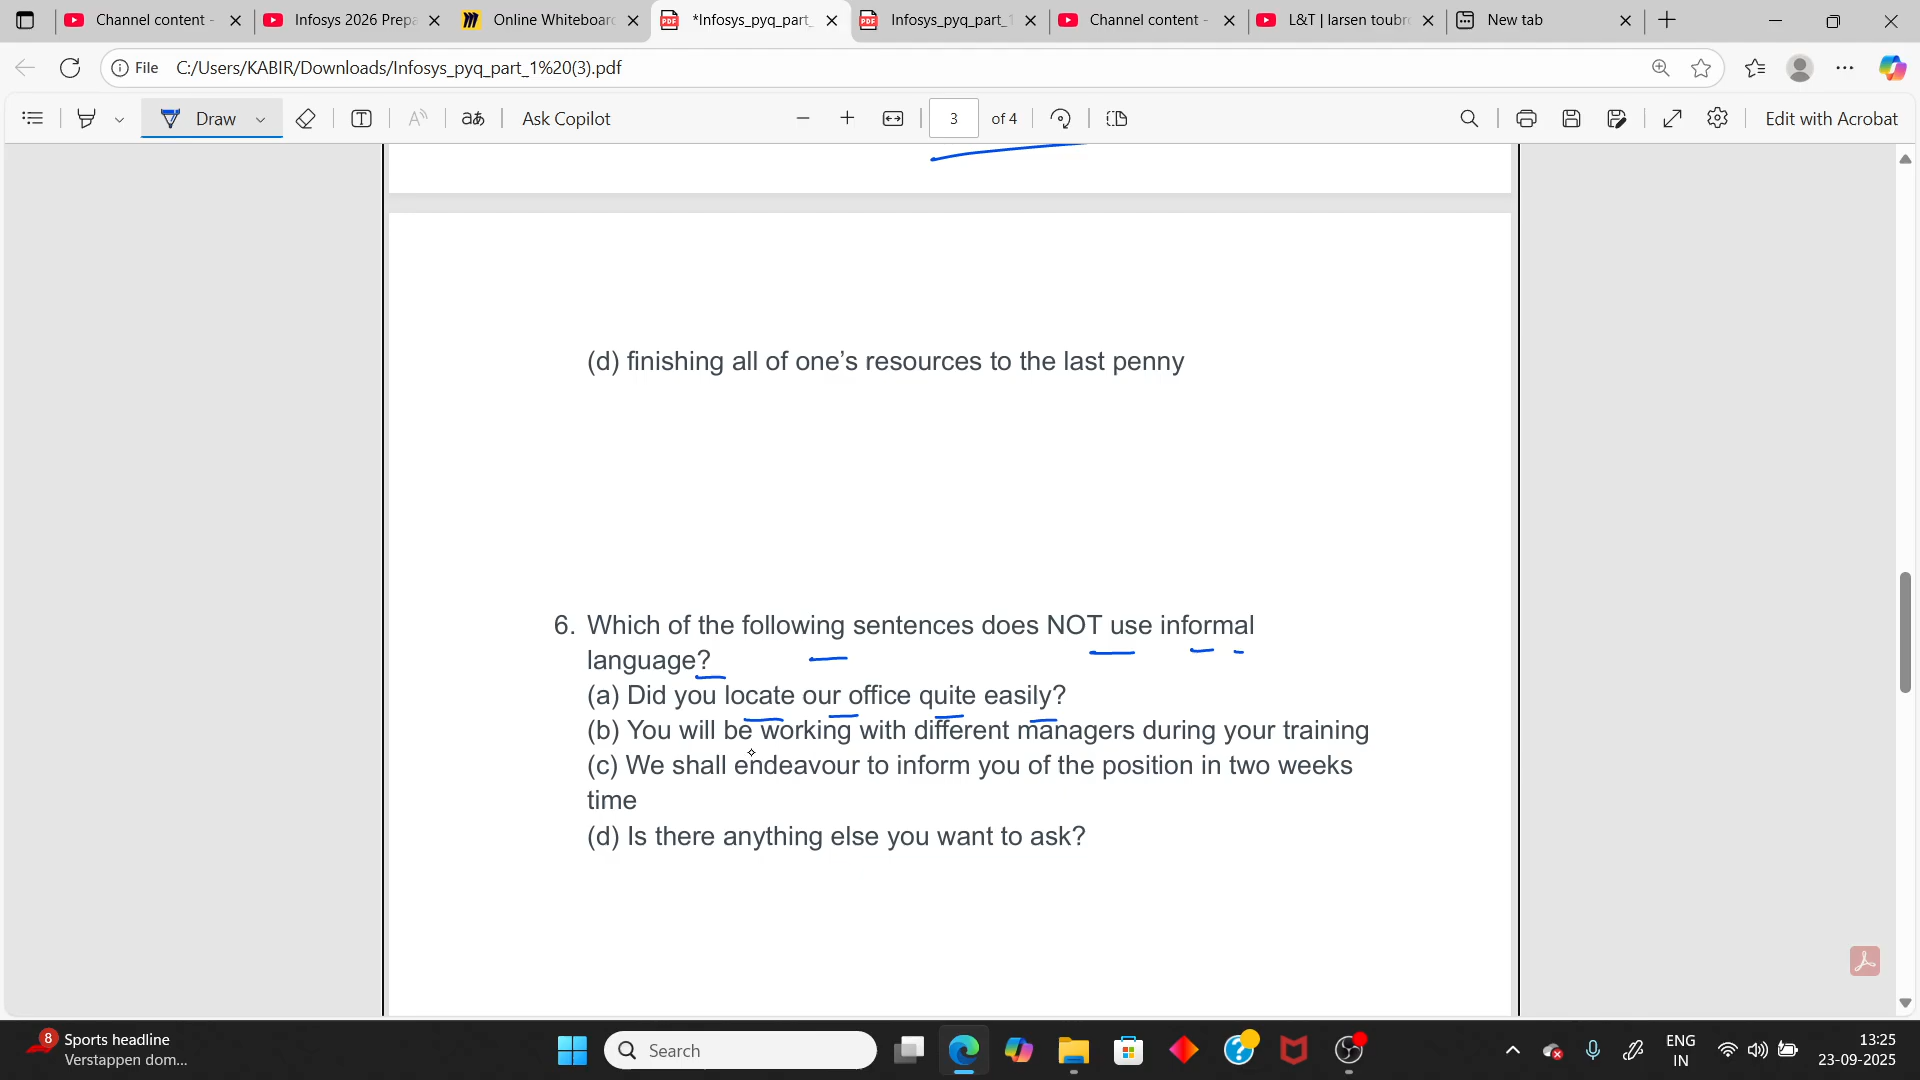 Channel content -
Infosys 2026 Prepa
Online Whiteboard
*Infosys_pyq_part_
Infosys_pyq_part_1
Channel content -
L&T | larsen toubro
New tab
File
C:/Users/KABIR/Downloads/Infosys_pyq_part_1%20(3).pdf
Draw
Ask Copilot
3
of 4
Edit with Acrobat
(d) finishing all of one’s resources to the last penny
6. Which of the following sentences does NOT use informal
language?
(a) Did you locate our office quite easily?
(b) You will be working with different managers during your training
(c) We shall endeavour to inform you of the position in two weeks
time
(d) Is there anything else you want to ask?
8
Sports headline
Verstappen dom...
Search
ENG
IN
13:25
23-09-2025